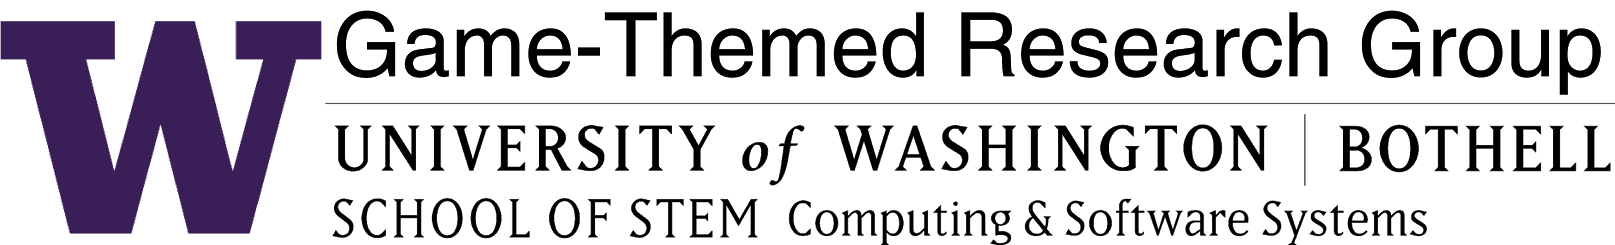 W
Game-Themed Research Group
UNIVERSITY of WASHINGTON | BOTHELL
SCHOOL OF STEM Computing & Software Systems